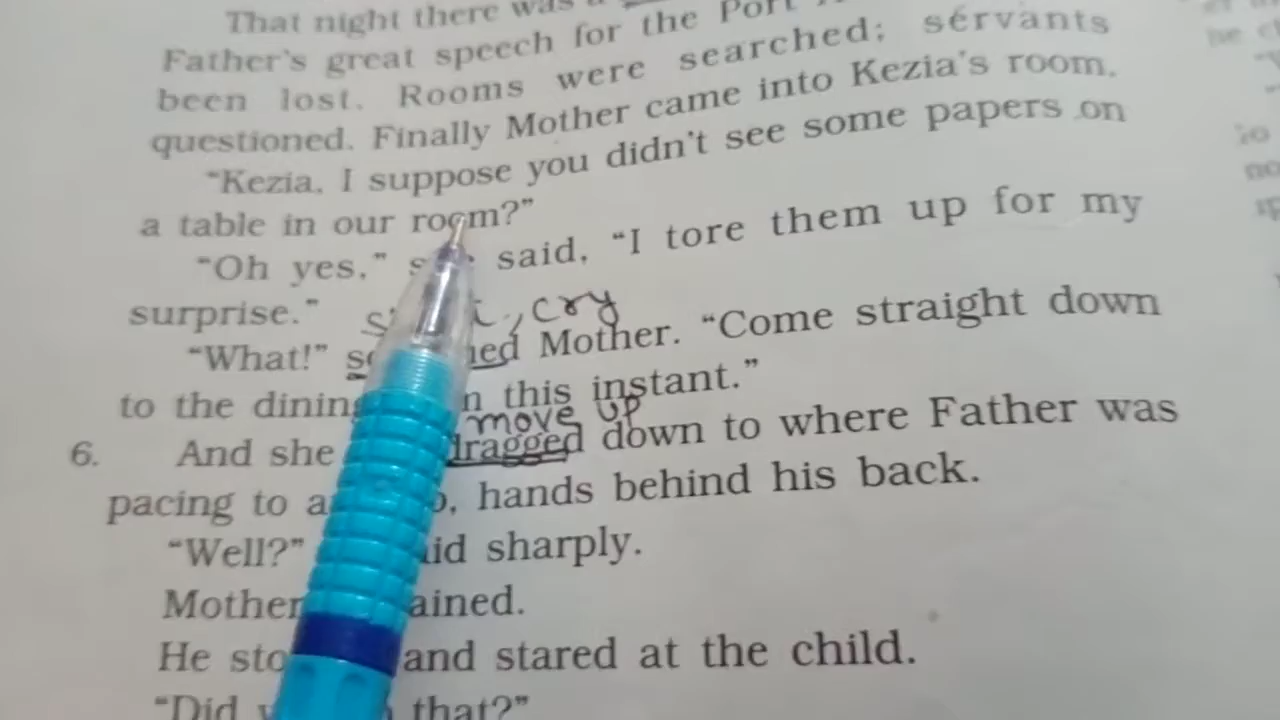 That night there was a
Father's great speech for the Port
been lost. Rooms were searched; servants
questioned. Finally Mother came into Kezia's room.
"Kezia, I suppose you didn't see some papers on
a table in our room?"
"Oh yes," said, "I tore them up for my
surprise."
, cry
"What!" Mother. "Come straight down
to the this instant."
move up
6. And she dragged down to where Father was
pacing to hands behind his back.
"Well?" sharply.
Mother
He and stared at the child.
"Did that?"